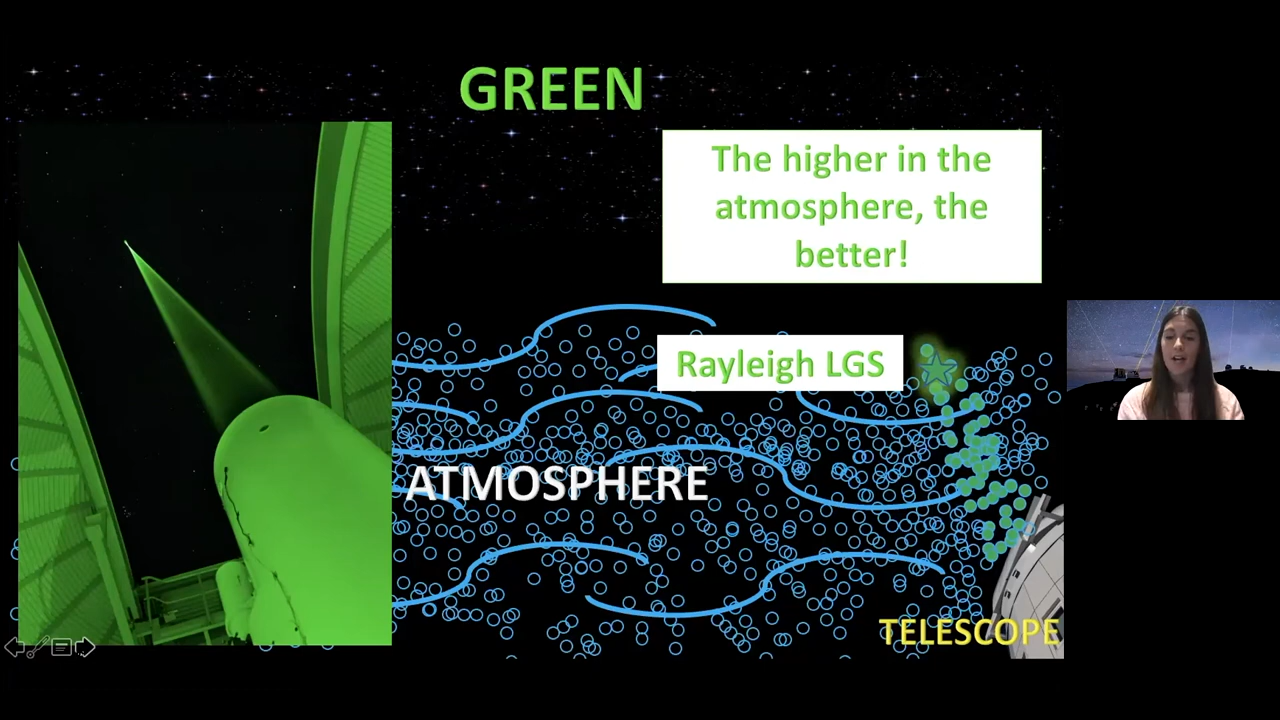 GREEN
The higher in the
atmosphere, the
better!
Rayleigh LGS
ATMOSPHERE
TELESCOPE